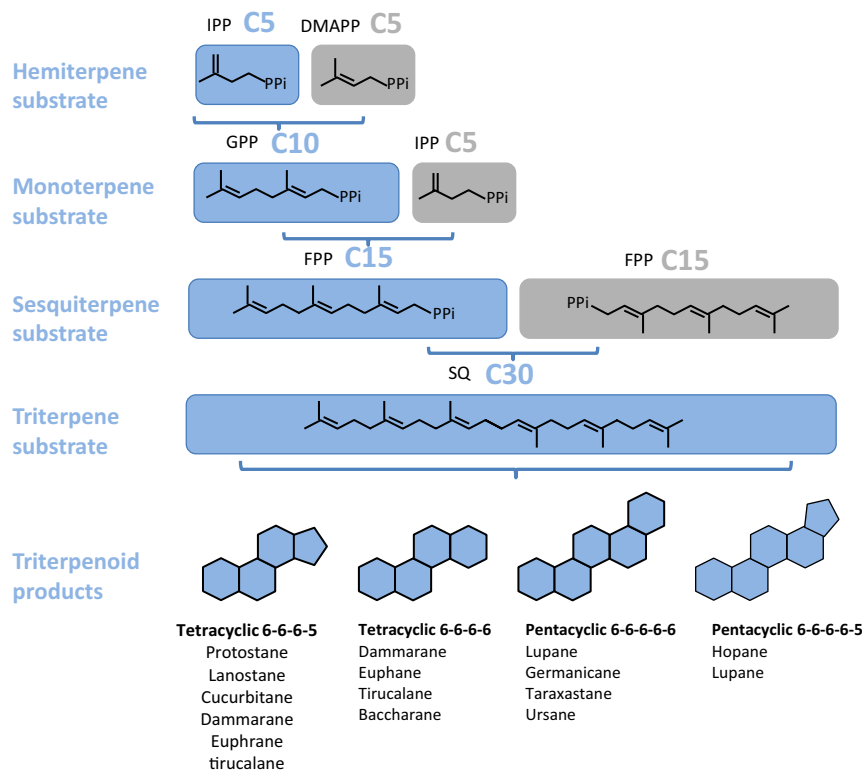 IPP C5 DMAPP C5
Hemiterpene
substrate
PPi PPi
GPP C10 IPP C5
Monoterpene
substrate
PPi PPi
FPP C15 FPP C15
Sesquiterpene
substrate
PPi PPi
SQ C30
Triterpene
substrate
Triterpenoid
products
Tetracyclic 6-6-6-5
Protostane
Lanostane
Cucurbitane
Dammarane
Euphrane
tirucalane
Tetracyclic 6-6-6-6
Dammarane
Euphane
Tirucalane
Baccharane
Pentacyclic 6-6-6-6-6
Lupane
Germanicane
Taraxastane
Ursane
Pentacyclic 6-6-6-6-5
Hopane
Lupane